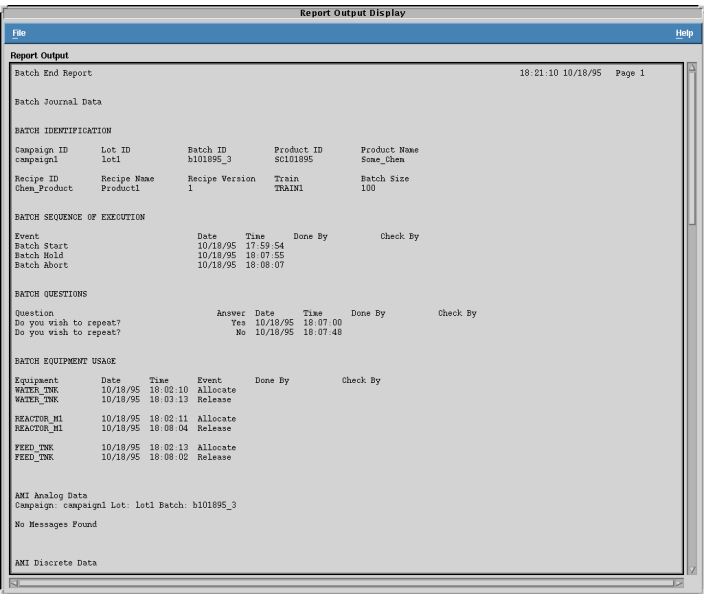 Report Output Display
File Help
Report Output
Batch End Report 18:21:10 10/18/95 Page 1
Batch Journal Data
BATCH IDENTIFICATION
Campaign ID Lot ID Batch ID Product ID Product Name
campaign1 lot1 b101895_3 SC101895 Some_Chem
Recipe ID Recipe Name Recipe Version Train Batch Size
Chem_Product Product1 1 TRAIN1 100
BATCH SEQUENCE OF EXECUTION
Event Date Time Done By Check By
Batch Start 10/18/95 17:59:54
Batch Hold 10/18/95 18:07:55
Batch Abort 10/18/95 18:08:07
BATCH QUESTIONS
Question Answer Date Time Done By Check By
Do you wish to repeat? Yes 10/18/95 18:07:00
Do you wish to repeat? No 10/18/95 18:07:48
BATCH EQUIPMENT USAGE
Equipment Date Time Event Done By Check By
WATER_TNK 10/18/95 18:02:10 Allocate
WATER_TNK 10/18/95 18:03:13 Release
REACTOR_M1 10/18/95 18:02:11 Allocate
REACTOR_M1 10/18/95 18:08:04 Release
FEED_TNK 10/18/95 18:02:13 Allocate
FEED_TNK 10/18/95 18:08:02 Release
AMI Analog Data
Campaign: campaign1 Lot: lot1 Batch: b101895_3
No Messages Found
AMI Discrete Data